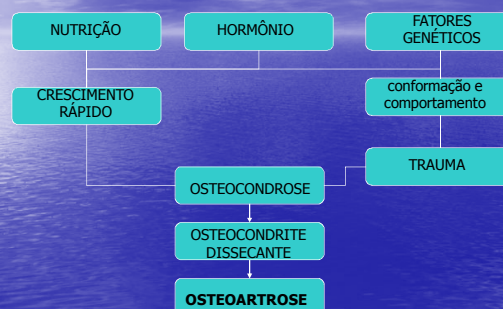 NUTRIÇÃO
HORMÔNIO
FATORES
GENÉTICOS
CRESCIMENTO
RÁPIDO
conformação e
comportamento
TRAUMA
OSTEOCONDROSE
OSTEOCONDRITE
DISSECANTE
OSTEOARTROSE